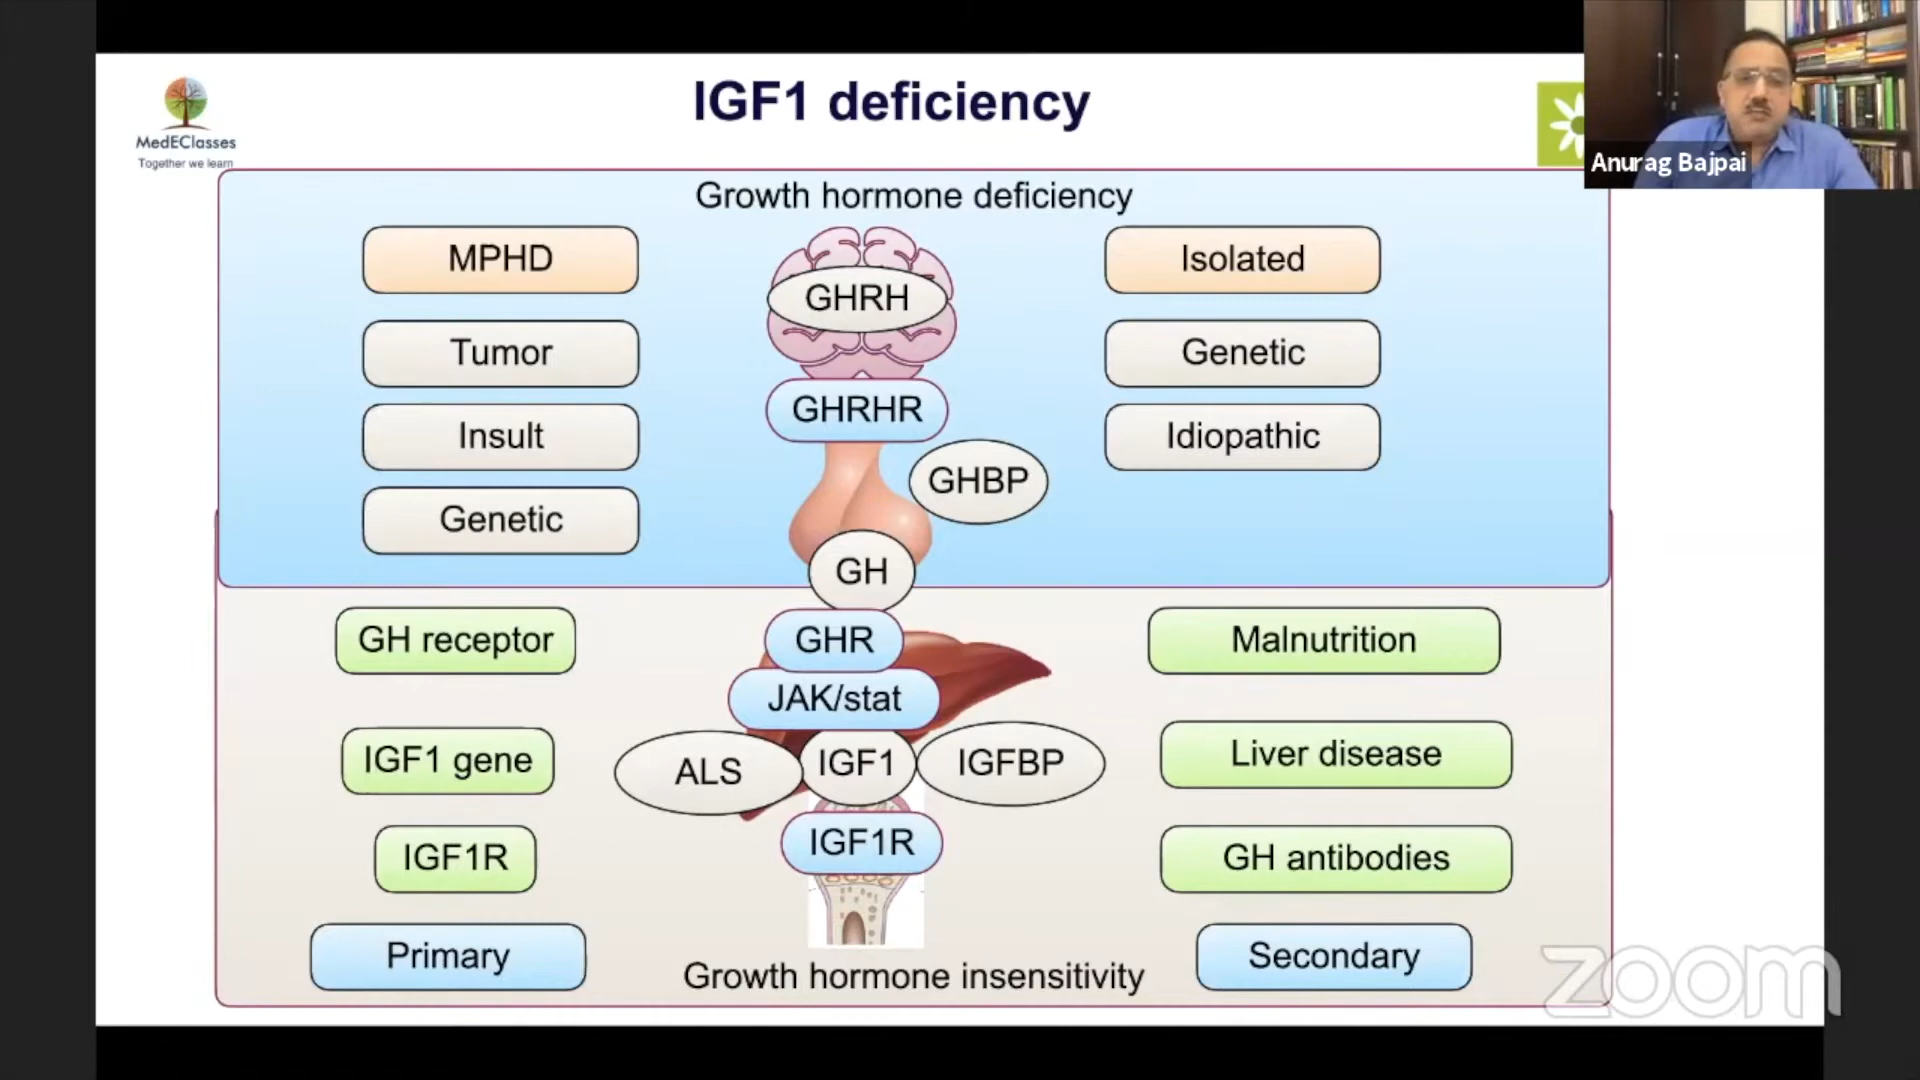 IGF1 deficiency
MedEClasses
Together we learn
Anurag Bajpai
Growth hormone deficiency
MPHD
Tumor
Insult
Genetic
GHRH
GHRHR
GHBP
GH
Isolated
Genetic
Idiopathic
GH receptor
IGF1 gene
IGF1R
Primary
GHR
JAK/stat
ALS
IGF1
IGFBP
IGF1R
Malnutrition
Liver disease
GH antibodies
Secondary
Growth hormone insensitivity
zoom